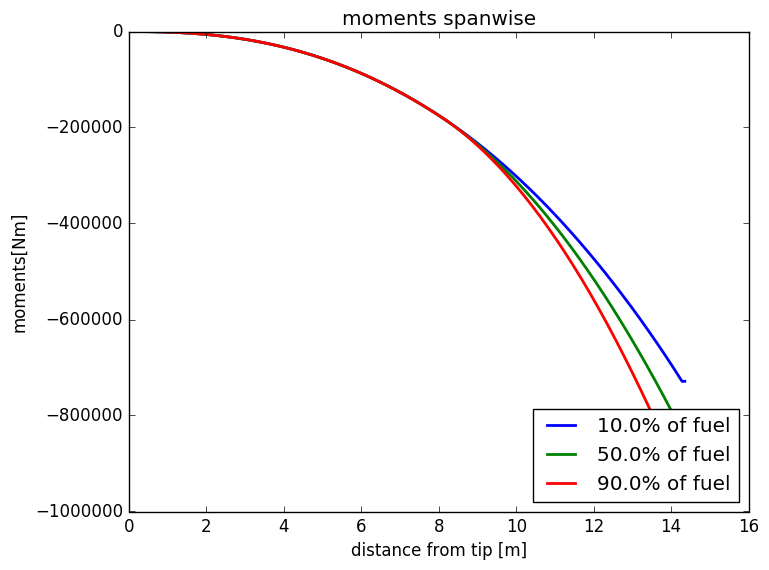 moments spanwise
0
−200000
−400000
−600000
−800000
−1000000
moments[Nm]
0 2 4 6 8 10 12 14 16
distance from tip [m]
10.0% of fuel
50.0% of fuel
90.0% of fuel